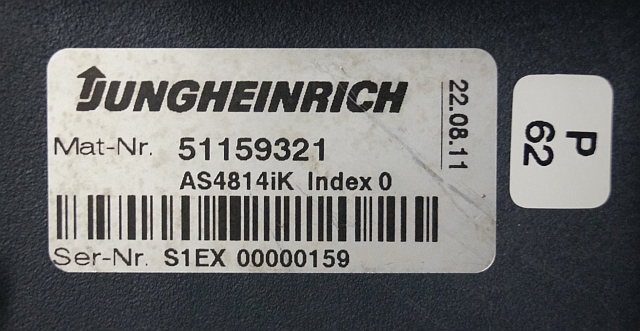 JUNGHEINRICH
22.08.11
Mat-Nr. 51159321
AS4814iK Index 0
Ser-Nr. S1EX 00000159
P
62